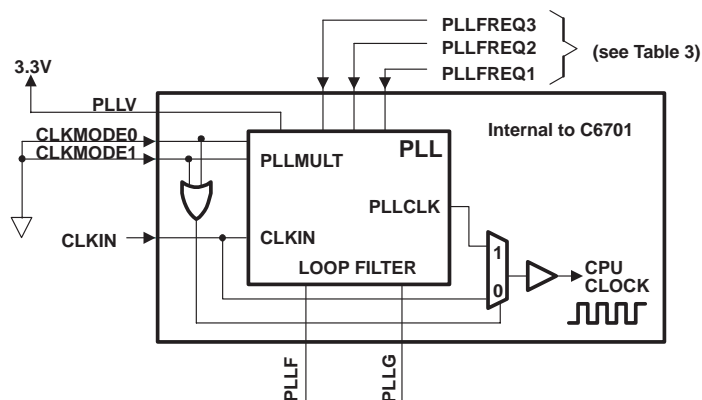 PLLFREQ3
PLLFREQ2
PLLFREQ1
(see Table 3)
3.3V
PLLV
CLKMODE0
CLKMODE1
Internal to C6701
PLL
PLLMULT
PLLCLK
CLKIN
CLKIN
LOOP FILTER
1
0
CPU
CLOCK
PLLF
PLLG